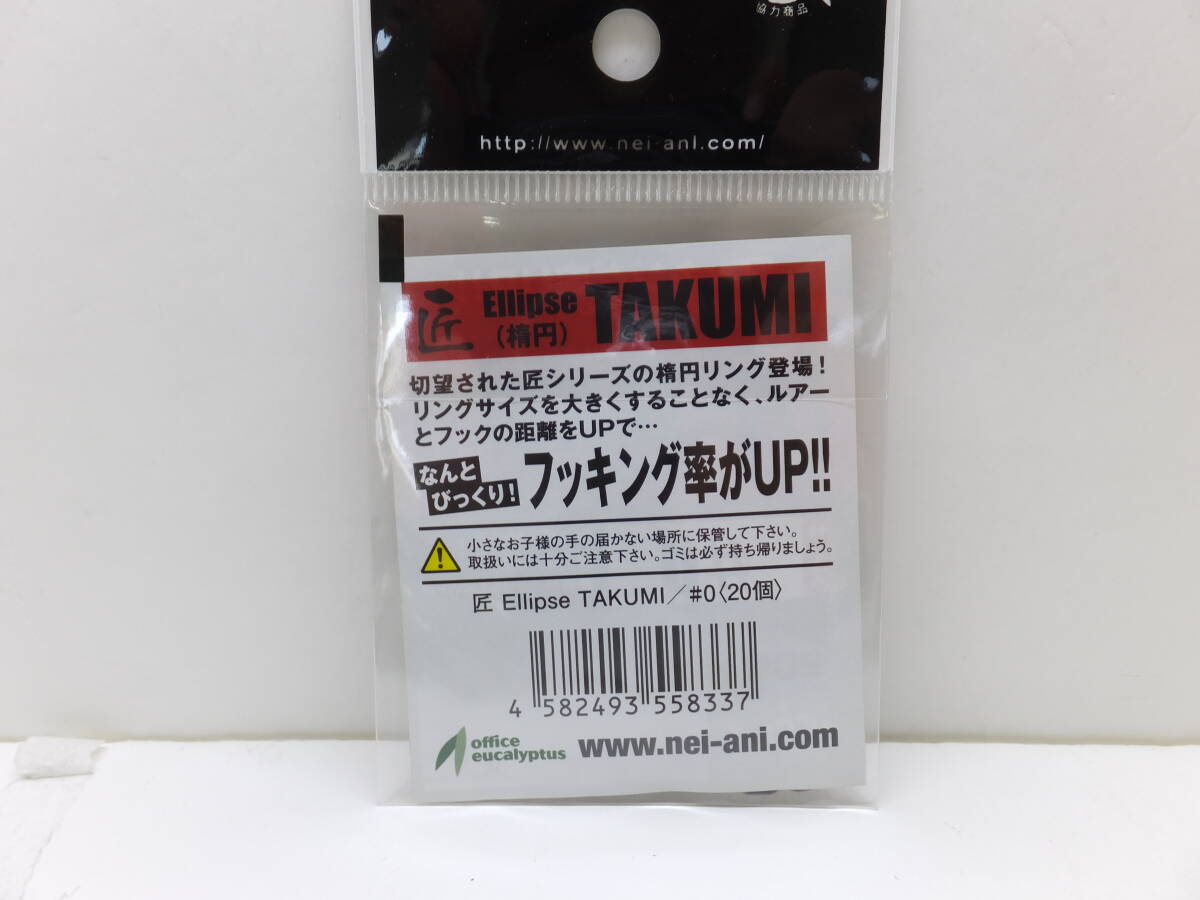 協力商品
http://www.nei-ani.com/
匠 Ellipse (楕円) TAKUMI
切望された匠シリーズの楕円リング登場！
リングサイズを大きくすることなく、ルアー
とフックの距離をUPで…
なんとびっくり！ フッキング率がUP!!
小さなお子様の手の届かない場所に保管して下さい。
取扱いには十分ご注意下さい。ゴミは必ず持ち帰りましょう。
匠 Ellipse TAKUMI／#0〈20個〉
4 582493 558337
office eucalyptus www.nei-ani.com